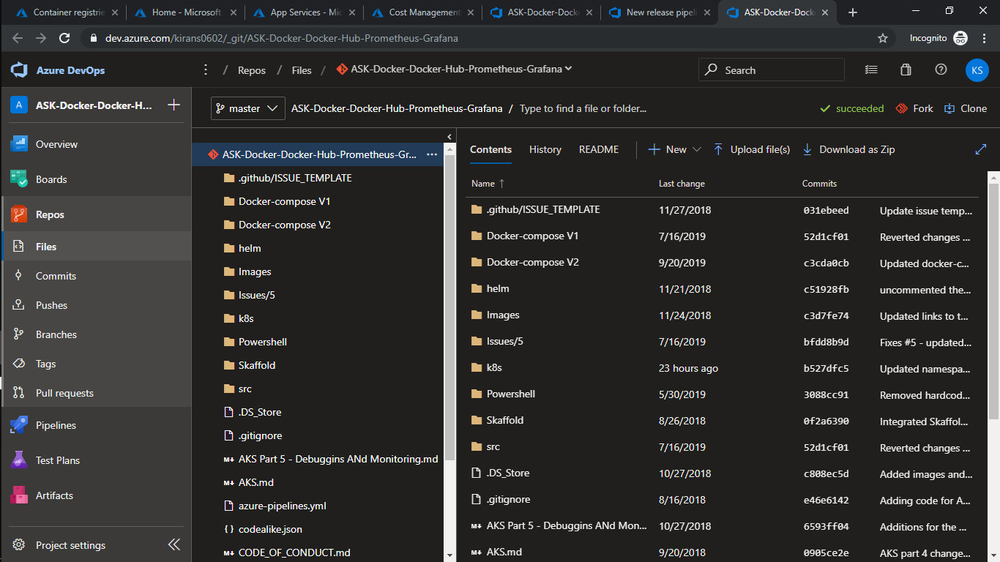 Container registrie
Home - Microsoft
App Services - Mic
Cost Management
ASK-Docker-Dock
New release pipeli
ASK-Docker-Dock
dev.azure.com/kirans0602/_git/ASK-Docker-Docker-Hub-Prometheus-Grafana
Incognito
Azure DevOps
/ Repos / Files / ASK-Docker-Docker-Hub-Prometheus-Grafana
Search
KS
A ASK-Docker-Docker-H...
Overview
Boards
Repos
Files
Commits
Pushes
Branches
Tags
Pull requests
Pipelines
Test Plans
Artifacts
Project settings
master
ASK-Docker-Docker-Hub-Prometheus-Grafana / Type to find a file or folder...
succeeded
Fork
Clone
ASK-Docker-Docker-Hub-Prometheus-Gr...
.github/ISSUE_TEMPLATE
Docker-compose V1
Docker-compose V2
helm
Images
Issues/5
k8s
Powershell
Skaffold
src
.DS_Store
.gitignore
AKS Part 5 - Debuggins ANd Monitoring.md
AKS.md
azure-pipelines.yml
codealike.json
CODE_OF_CONDUCT.md
Contents History README New Upload file(s) Download as Zip
Name Last change Commits
.github/ISSUE_TEMPLATE 11/27/2018 031ebeed Update issue temp...
Docker-compose V1 7/16/2019 52d1cf01 Reverted changes ...
Docker-compose V2 9/20/2019 c3cda0cb Updated docker-c...
helm 11/21/2018 c51928fb uncommented the...
Images 11/24/2018 c3d7fe74 Updated links to t...
Issues/5 7/16/2019 bfdd8b9d Fixes #5 - updated...
k8s 23 hours ago b527dfc5 Updated namespa...
Powershell 5/30/2019 3088cc91 Removed hardcod...
Skaffold 8/26/2018 0f2a6390 Integrated Skaffol...
src 7/16/2019 52d1cf01 Reverted changes ...
.DS_Store 10/27/2018 c808ec5d Added images and...
.gitignore 8/16/2018 e46e6142 Adding code for A...
AKS Part 5 - Debuggins ANd Mon... 10/27/2018 6593ff04 Additions for the ...
AKS.md 9/20/2018 0905ce2e AKS part 4 change...